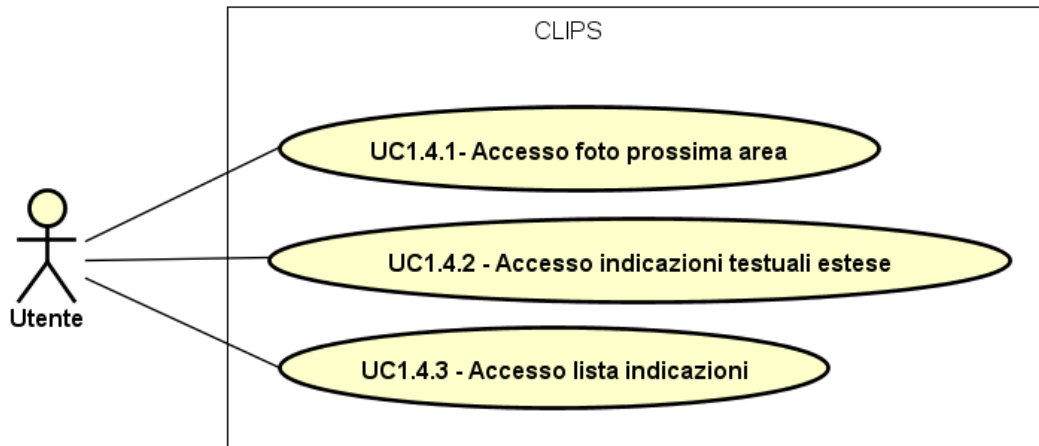 CLIPS
UC1.4.1- Accesso foto prossima area
UC1.4.2 - Accesso indicazioni testuali estese
UC1.4.3 - Accesso lista indicazioni
Utente